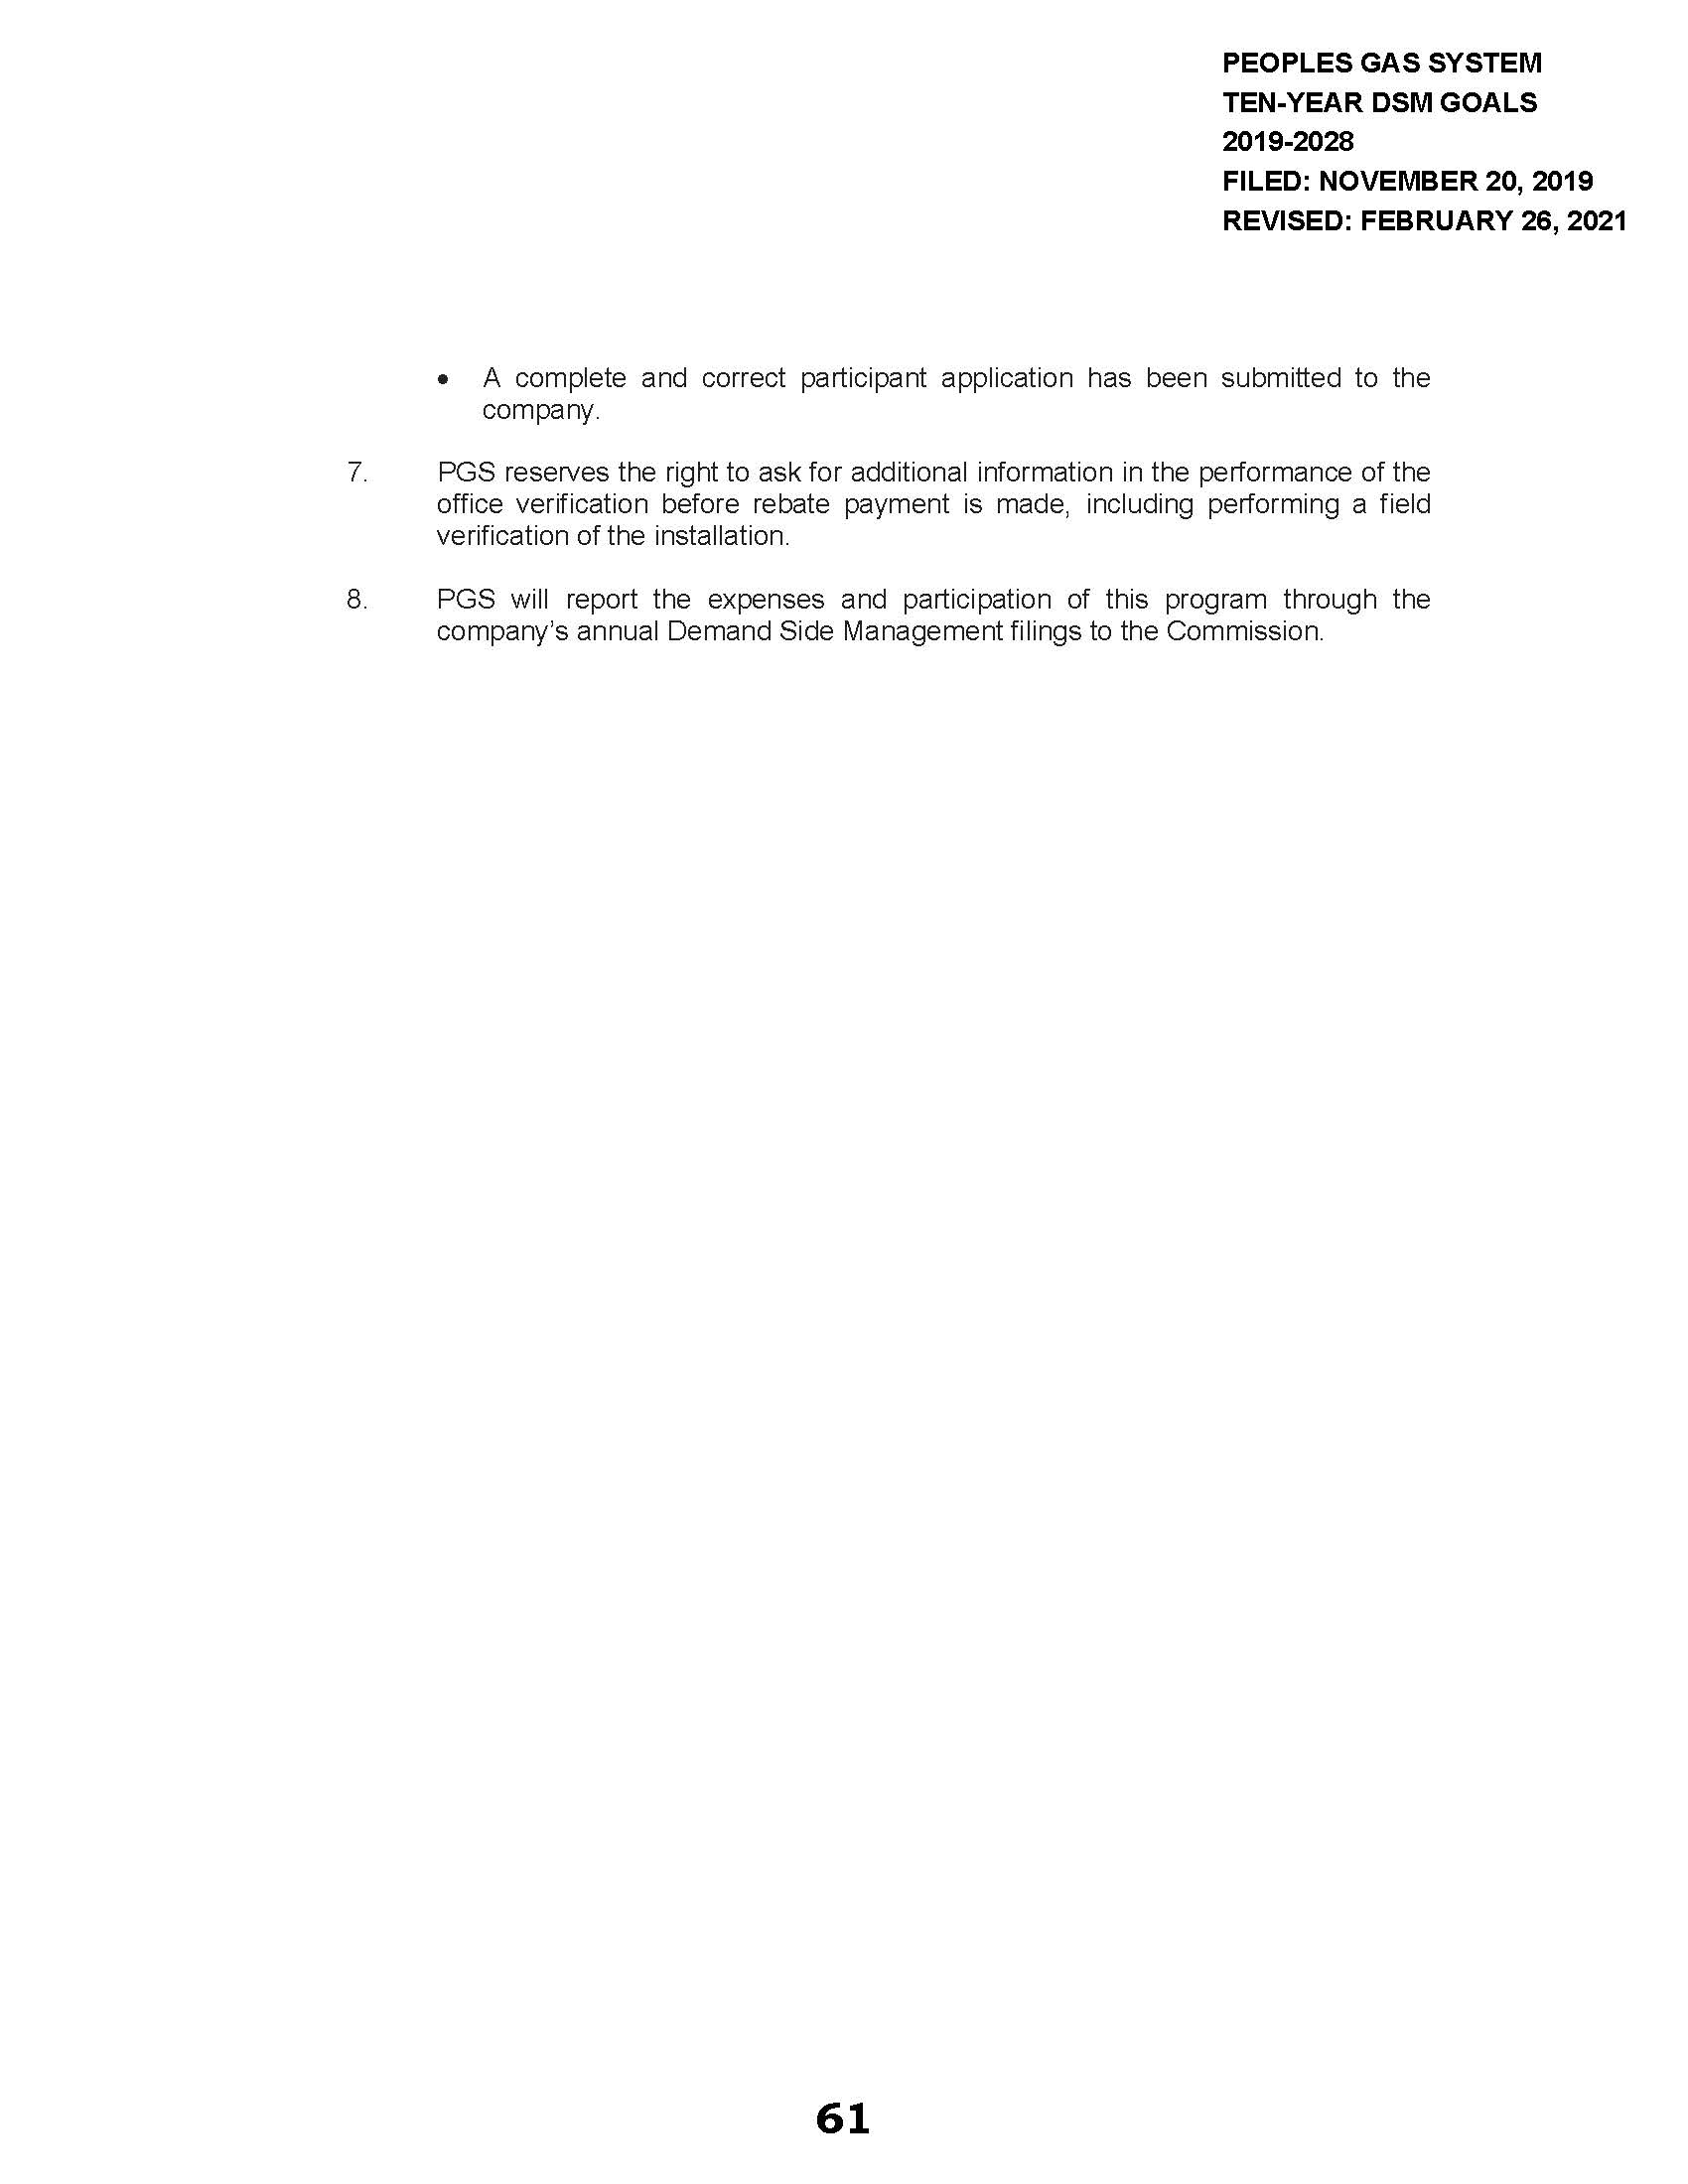 PEOPLES GAS SYSTEM
TEN-YEAR DSM GOALS
2019-2028
FILED: NOVEMBER 20, 2019
REVISED: FEBRUARY 26, 2021
• A complete and correct participant application has been submitted to the
company.
7. PGS reserves the right to ask for additional information in the performance of the
office verification before rebate payment is made, including performing a field
verification of the installation.
8. PGS will report the expenses and participation of this program through the
company’s annual Demand Side Management filings to the Commission.
61